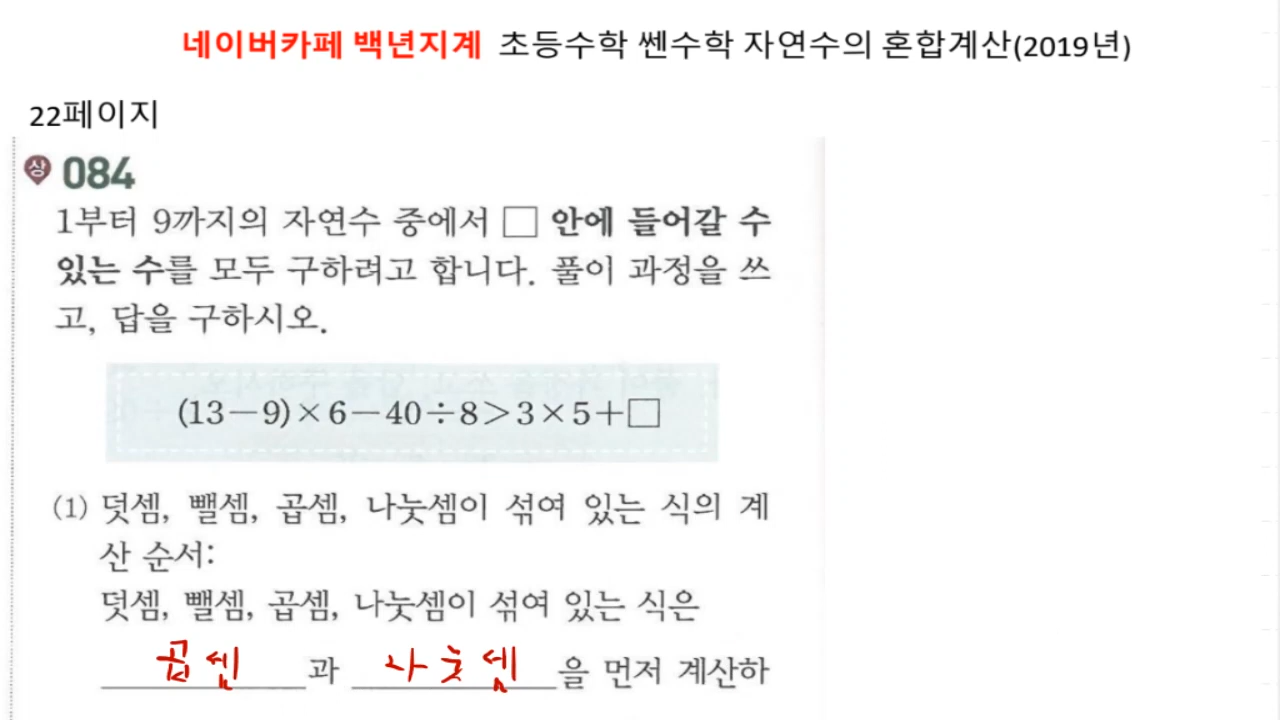 네이버카페 백년지계 초등수학 쎈수학 자연수의 혼합계산(2019년)
22페이지
상 084
1부터 9까지의 자연수 중에서 □ 안에 들어갈 수
있는 수를 모두 구하려고 합니다. 풀이 과정을 쓰
고, 답을 구하시오.
(13-9)×6-40÷8>3×5+□
(1) 덧셈, 뺄셈, 곱셈, 나눗셈이 섞여 있는 식의 계
산 순서:
덧셈, 뺄셈, 곱셈, 나눗셈이 섞여 있는 식은
곱셈 과 나눗셈 을 먼저 계산하